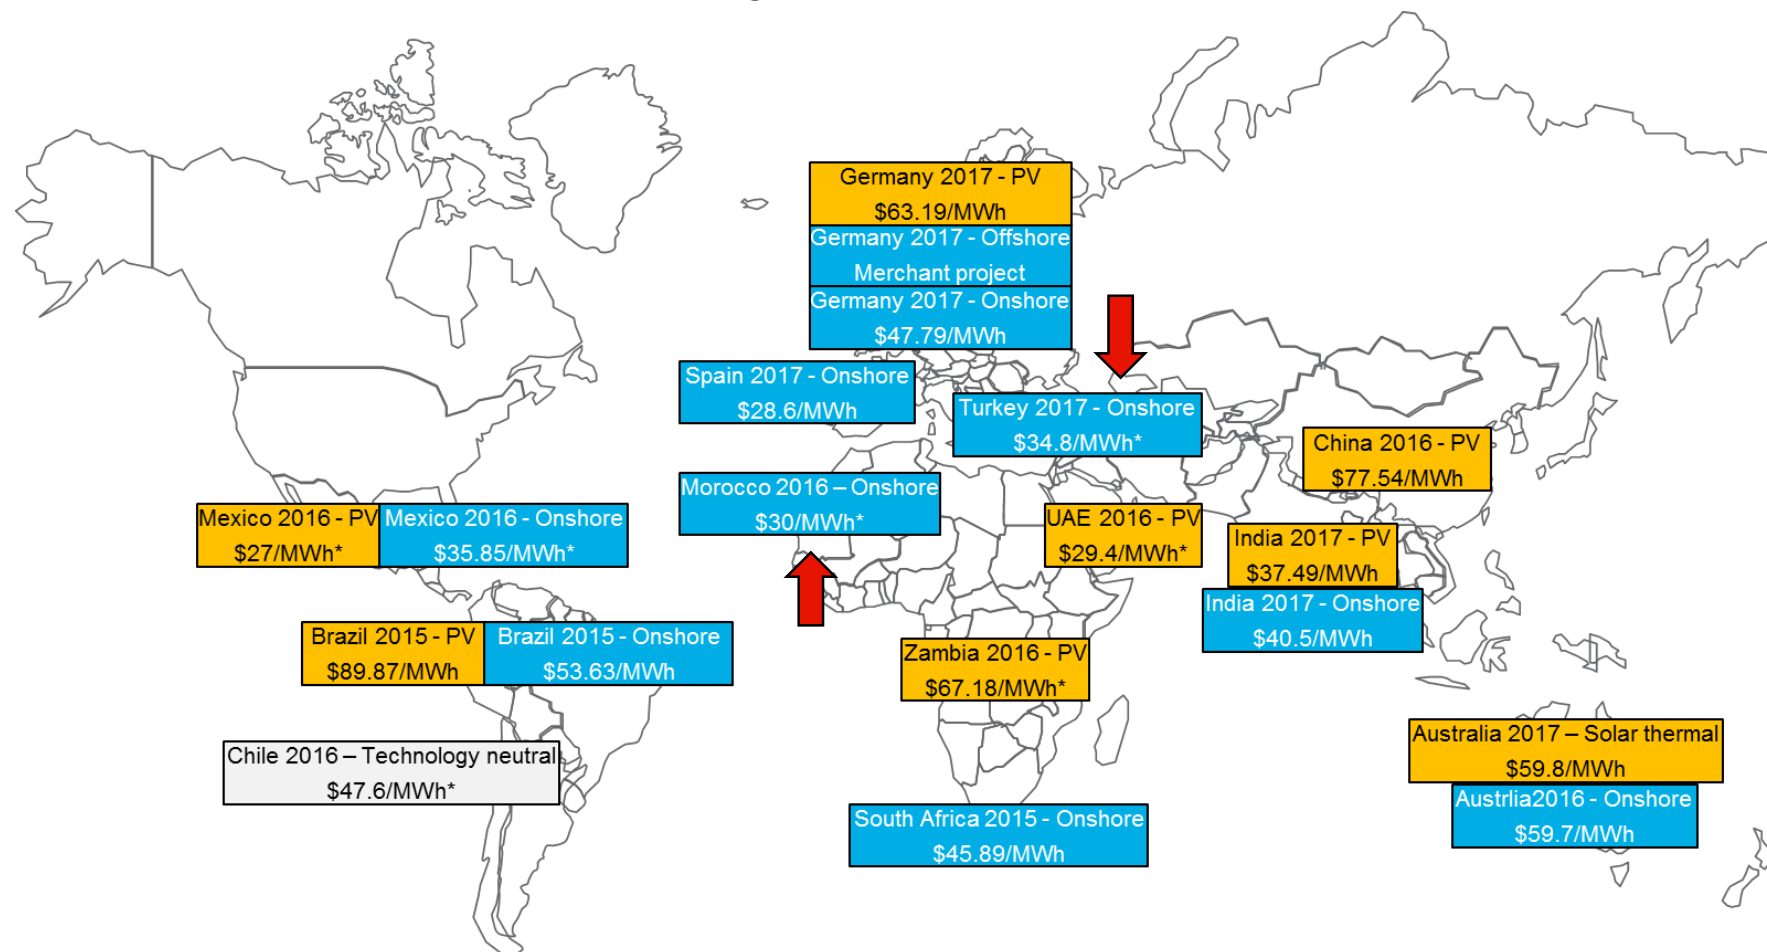 Germany 2017 - PV
$63.19/MWh
Germany 2017 - Offshore
Merchant project
Germany 2017 - Onshore
$47.79/MWh
Spain 2017 - Onshore
$28.6/MWh
Turkey 2017 - Onshore
$34.8/MWh*
China 2016 - PV
$77.54/MWh
Morocco 2016 – Onshore
$30/MWh*
Mexico 2016 - PV
$27/MWh*
Mexico 2016 - Onshore
$35.85/MWh*
UAE 2016 - PV
$29.4/MWh*
India 2017 - PV
$37.49/MWh
India 2017 - Onshore
$40.5/MWh
Brazil 2015 - PV
$89.87/MWh
Brazil 2015 - Onshore
$53.63/MWh
Zambia 2016 - PV
$67.18/MWh*
Chile 2016 – Technology neutral
$47.6/MWh*
Australia 2017 – Solar thermal
$59.8/MWh
Austrlia2016 - Onshore
$59.7/MWh
South Africa 2015 - Onshore
$45.89/MWh